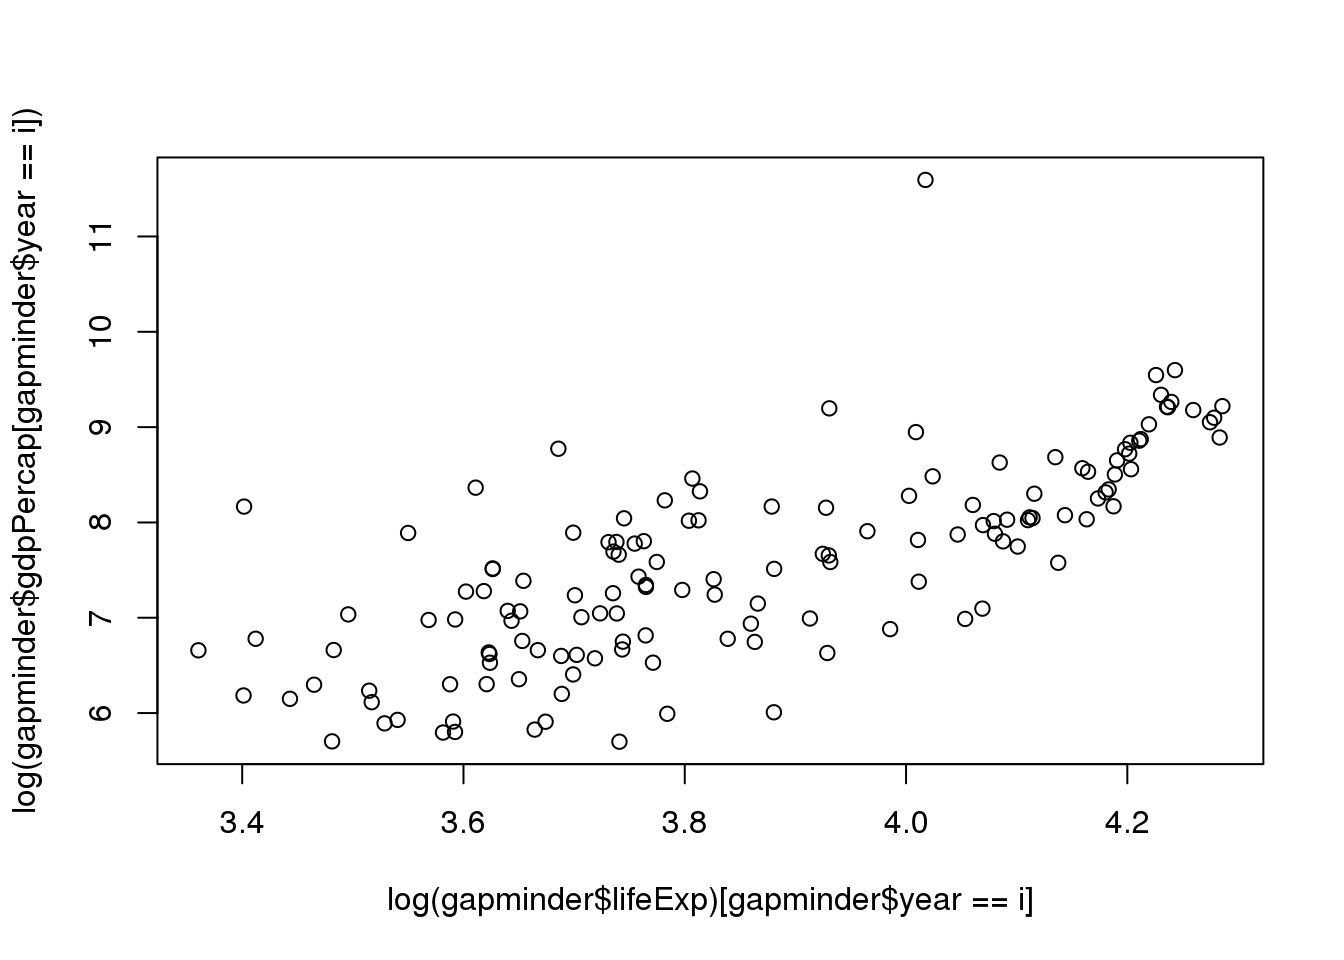 log(gapminder$gdpPercap[gapminder$year == i])
11
10
9
8
7
6
3.4 3.6 3.8 4.0 4.2
log(gapminder$lifeExp)[gapminder$year == i]